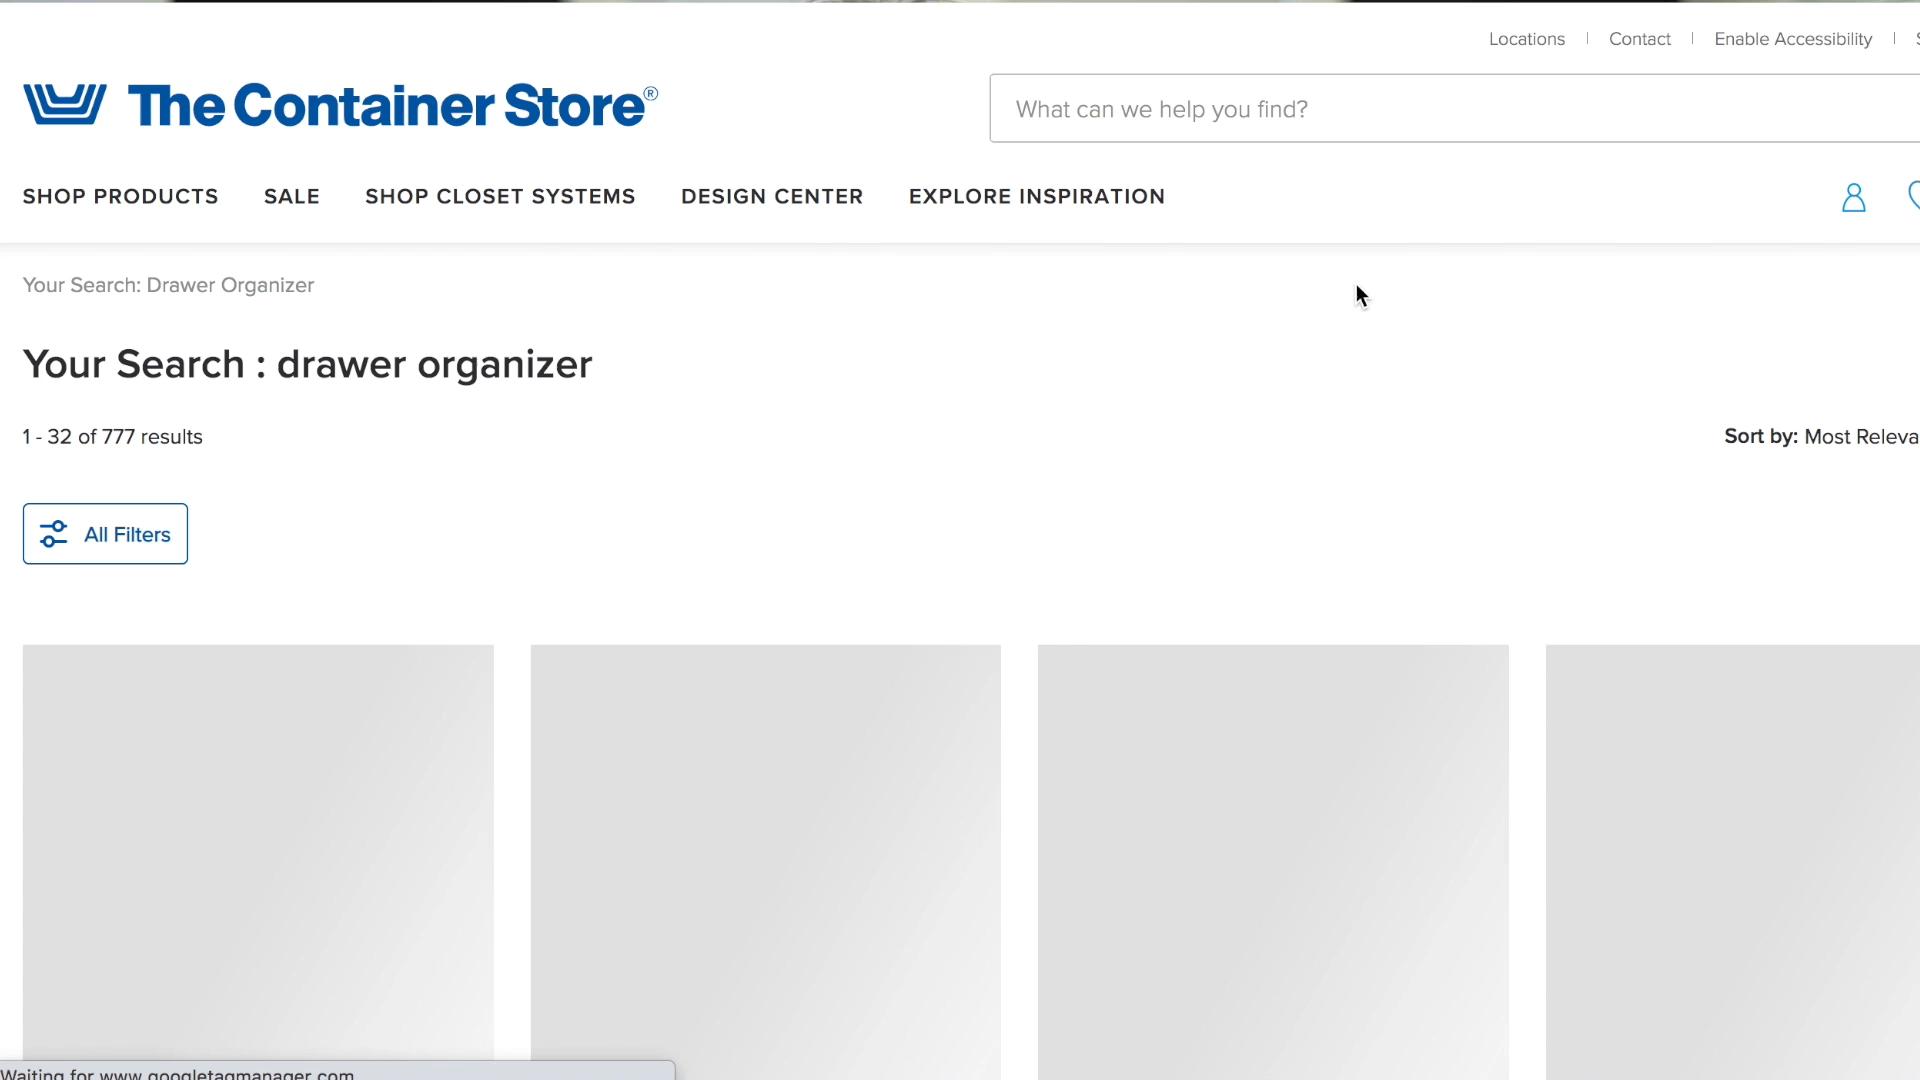 Locations | Contact | Enable Accessibility |
The Container Store®
What can we help you find?
SHOP PRODUCTS SALE SHOP CLOSET SYSTEMS DESIGN CENTER EXPLORE INSPIRATION
Your Search: Drawer Organizer
Your Search : drawer organizer
1 - 32 of 777 results
Sort by: Most Releva
All Filters
Waiting for www.googletagmanager.com